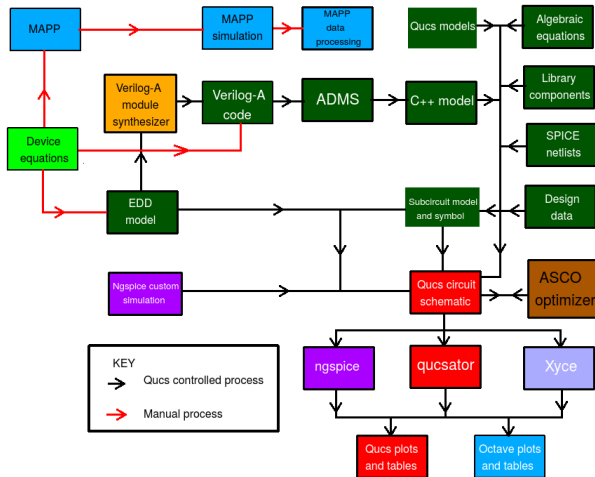 MAPP
MAPP
simulation
MAPP
data
processing
Qucs models
Algebraic
equations
Verilog-A
module
synthesizer
Verilog-A
code
ADMS
C++ model
Library
components
Device
equations
SPICE
netlists
EDD
model
Subcircuit model
and symbol
Design
data
Ngspice custom
simulation
Qucs circuit
schematic
ASCO
optimizer
KEY
Qucs controlled process
Manual process
ngspice
qucsator
Xyce
Qucs plots
and tables
Octave plots
and tables